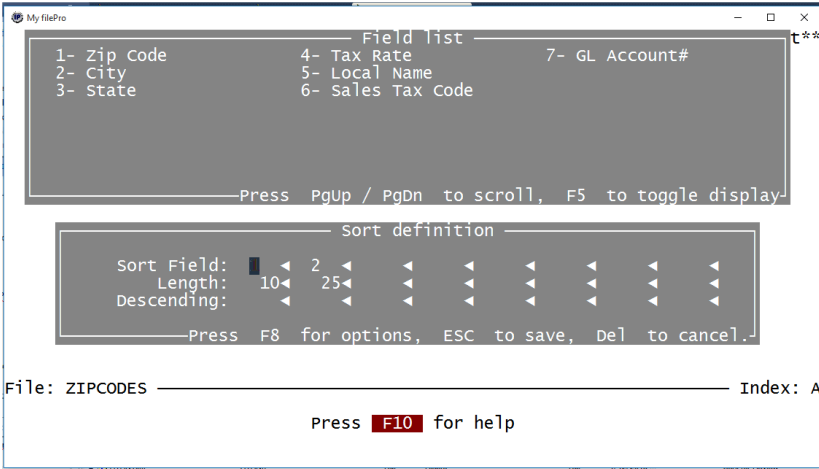 My filePro
t**
Field list
1- Zip Code 4- Tax Rate 7- GL Account#
2- City 5- Local Name
3- State 6- Sales Tax Code
Press PgUp / PgDn to scroll, F5 to toggle display
Sort definition
Sort Field: 1 ◄ 2 ◄ ◄ ◄ ◄ ◄ ◄ ◄
Length: 10◄ 25◄ ◄ ◄ ◄ ◄ ◄ ◄
Descending: ◄ ◄ ◄ ◄ ◄ ◄ ◄ ◄
Press F8 for options, ESC to save, Del to cancel.
File: ZIPCODES Index: A
Press F10 for help